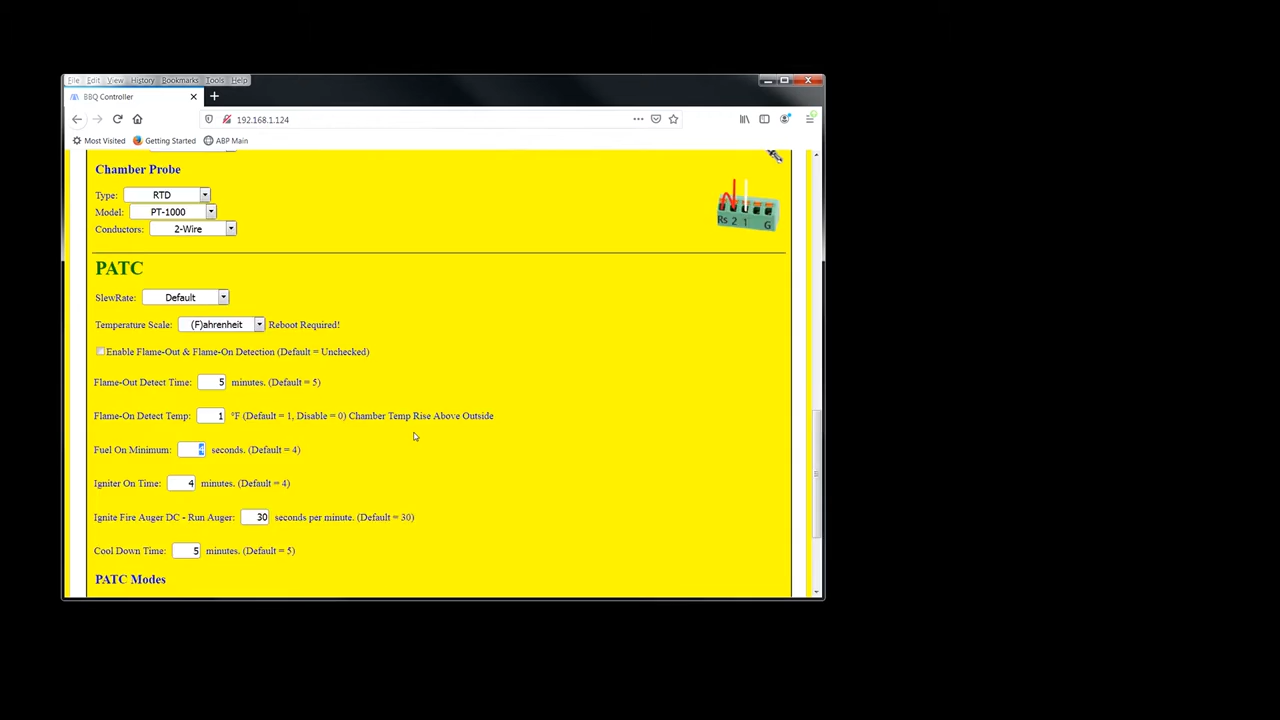 File Edit View History Bookmarks Tools Help
BBQ Controller
192.168.1.124
Most Visited Getting Started ABP Main
Chamber Probe
Type: RTD
Model: PT-1000
Conductors: 2-Wire
Rs 2 1 G
PATC
SlewRate: Default
Temperature Scale: (F)ahrenheit Reboot Required!
Enable Flame-Out & Flame-On Detection (Default = Unchecked)
Flame-Out Detect Time: 5 minutes. (Default = 5)
Flame-On Detect Temp: 1 °F (Default = 1, Disable = 0) Chamber Temp Rise Above Outside
Fuel On Minimum: 4 seconds. (Default = 4)
Igniter On Time: 4 minutes. (Default = 4)
Ignite Fire Auger DC - Run Auger: 30 seconds per minute. (Default = 30)
Cool Down Time: 5 minutes. (Default = 5)
PATC Modes